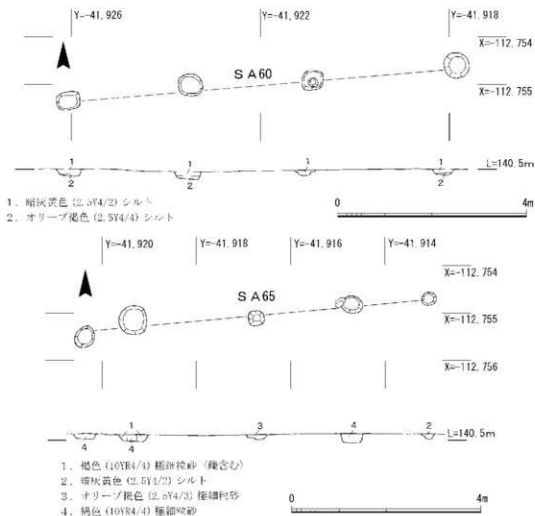 Y=-41,926 Y=-41,922 Y=-41,918
X=-112.754
SA60
X=-112.755
1 1 1 1 L=140.5m
2 2 2
1. 暗灰黄色 (2.5Y4/2) シルト
2. オリーブ褐色 (2.5Y4/4) シルト
0 4m
Y=-41,920 Y=-41,918 Y=-41,916 Y=-41,914
X=-112.754
SA65
X=-112.755
X=-112.756
1 3 4 2 L=140.5m
4 4
1. 褐色 (10YR4/4) 極細粒砂 (礫含む)
2. 暗灰黄色 (2.5Y4/2) シルト
3. オリーブ褐色 (2.5Y4/3) 極細粒砂
4. 褐色 (10YR4/4) 極細粒砂
0 4m